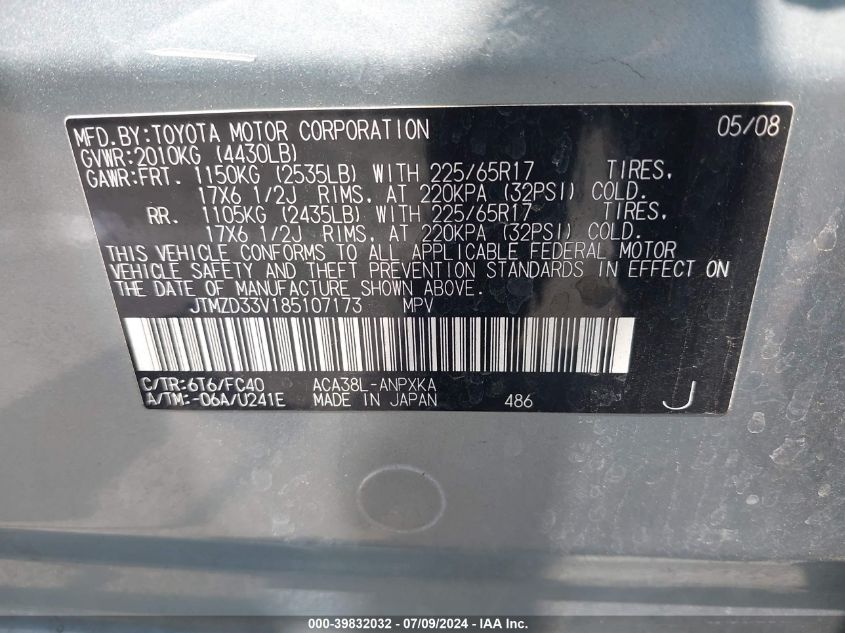 MFD. BY: TOYOTA MOTOR CORPORATION 05/08
GVWR: 2010KG (4430LB)
GAWR: FRT. 1150KG (2535LB) WITH 225/65R17 TIRES,
17X6 1/2J RIMS, AT 220KPA (32PSI) COLD.
RR. 1105KG (2435LB) WITH 225/65R17 TIRES,
17X6 1/2J RIMS, AT 220KPA (32PSI) COLD.
THIS VEHICLE CONFORMS TO ALL APPLICABLE FEDERAL MOTOR
VEHICLE SAFETY AND THEFT PREVENTION STANDARDS IN EFFECT ON
THE DATE OF MANUFACTURE SHOWN ABOVE.
JTMZD33V185107173 MPV
C/TR: 6T6/FC40 ACA38L-ANPXKA
A/TM: -06A/U241E MADE IN JAPAN 486 J
000-39832032 / 07/09/2024 - IAA Inc.